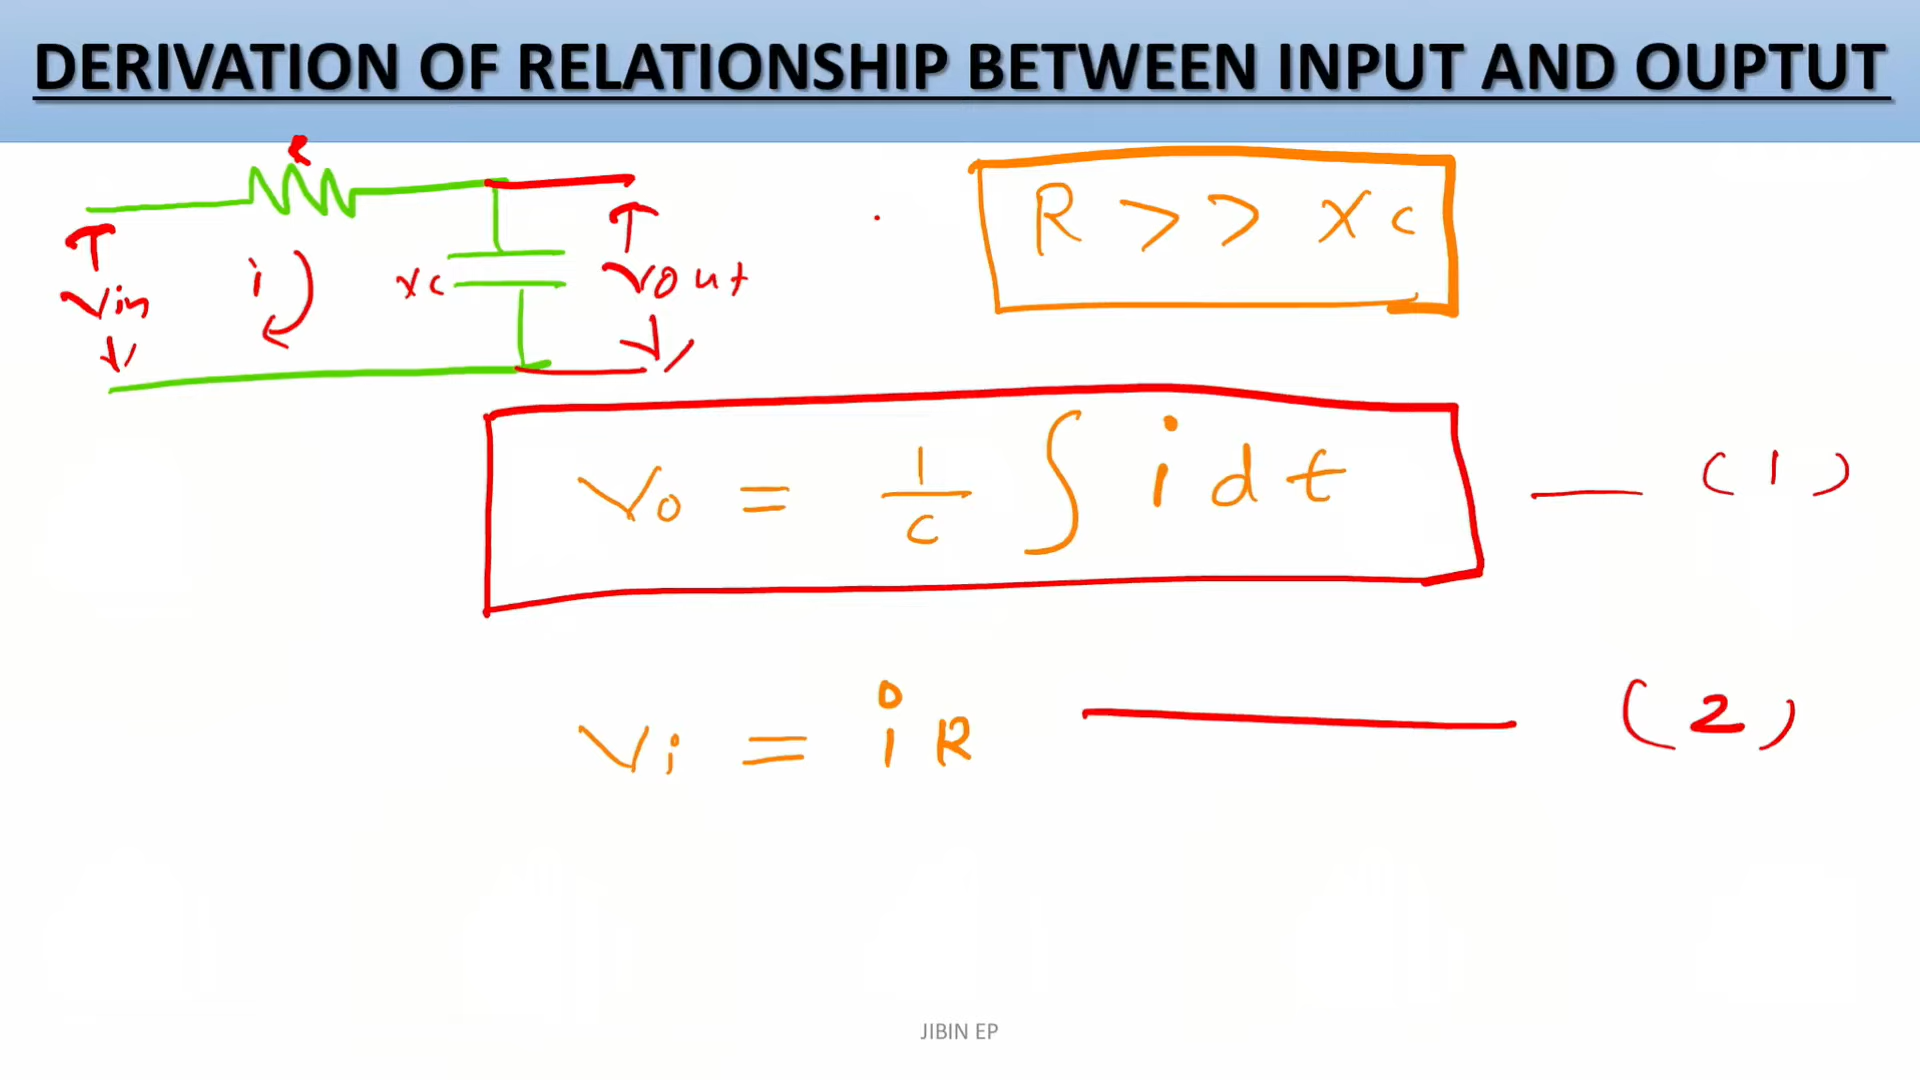 DERIVATION OF RELATIONSHIP BETWEEN INPUT AND OUPTUT
R
R >> Xc
Vin
i
Xc
Vout
Vo = 1/c ∫ i dt — (1)
Vi = iR — (2)
JIBIN EP